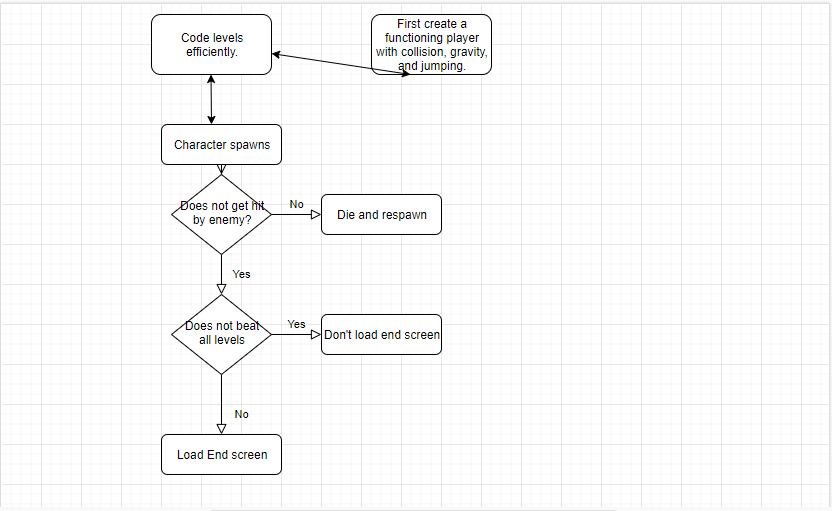 Code levels
efficiently.
First create a
functioning player
with collision, gravity,
and jumping.
Character spawns
Does not get hit
by enemy?
No
Die and respawn
Yes
Does not beat
all levels
Yes
Don't load end screen
No
Load End screen